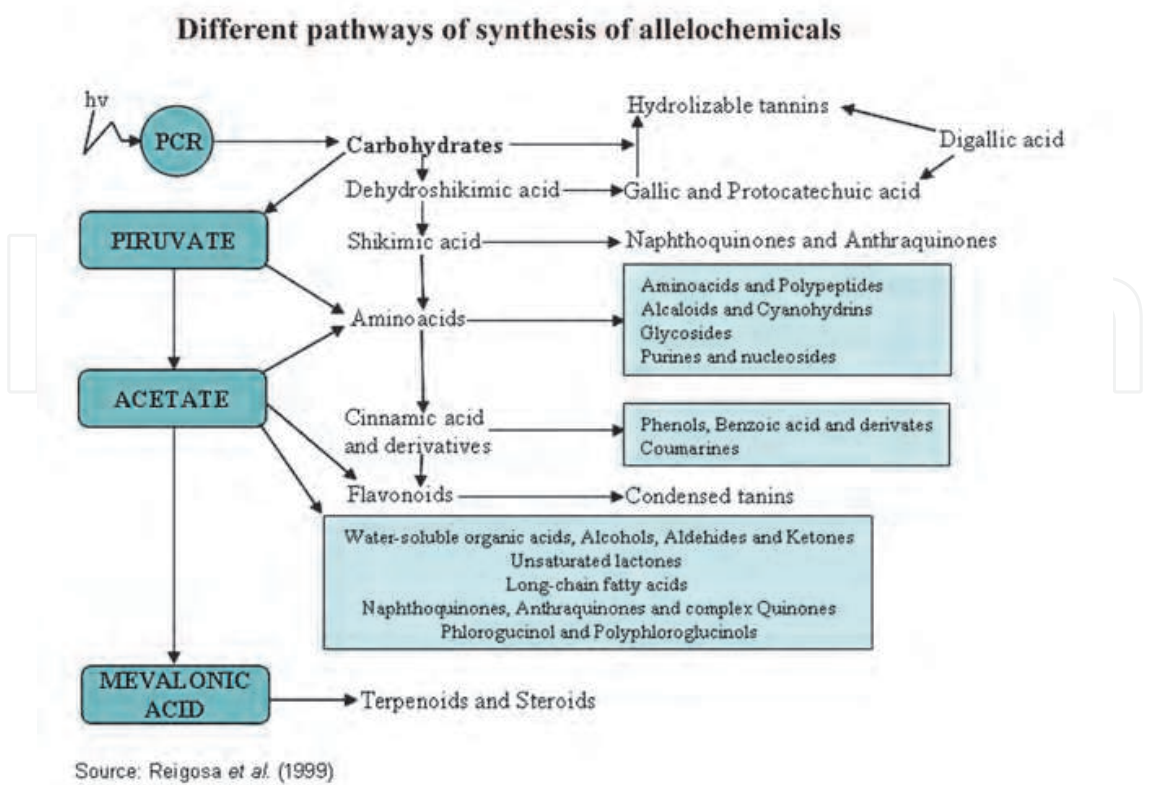 Different pathways of synthesis of allelochemicals
hv
PCR
Carbohydrates
Hydrolizable tannins
Digallic acid
Dehydroshikimic acid
Gallic and Protocatechuic acid
PIRUVATE
Shikimic acid
Naphthoquinones and Anthraquinones
Aminoacids
Aminoacids and Polypeptides
Alcaloids and Cyanohydrins
Glycosides
Purines and nucleosides
ACETATE
Cinnamic acid
and derivatives
Phenols, Benzoic acid and derivates
Coumarines
Flavonoids
Condensed tanins
Water-soluble organic acids, Alcohols, Aldehydes and Ketones
Unsaturated lactones
Long-chain fatty acids
Naphthoquinones, Anthraquinones and complex Quinones
Phlorogucinol and Polyphloroglucinols
MEVALONIC
ACID
Terpenoids and Steroids
Source: Reigosa et al. (1999)